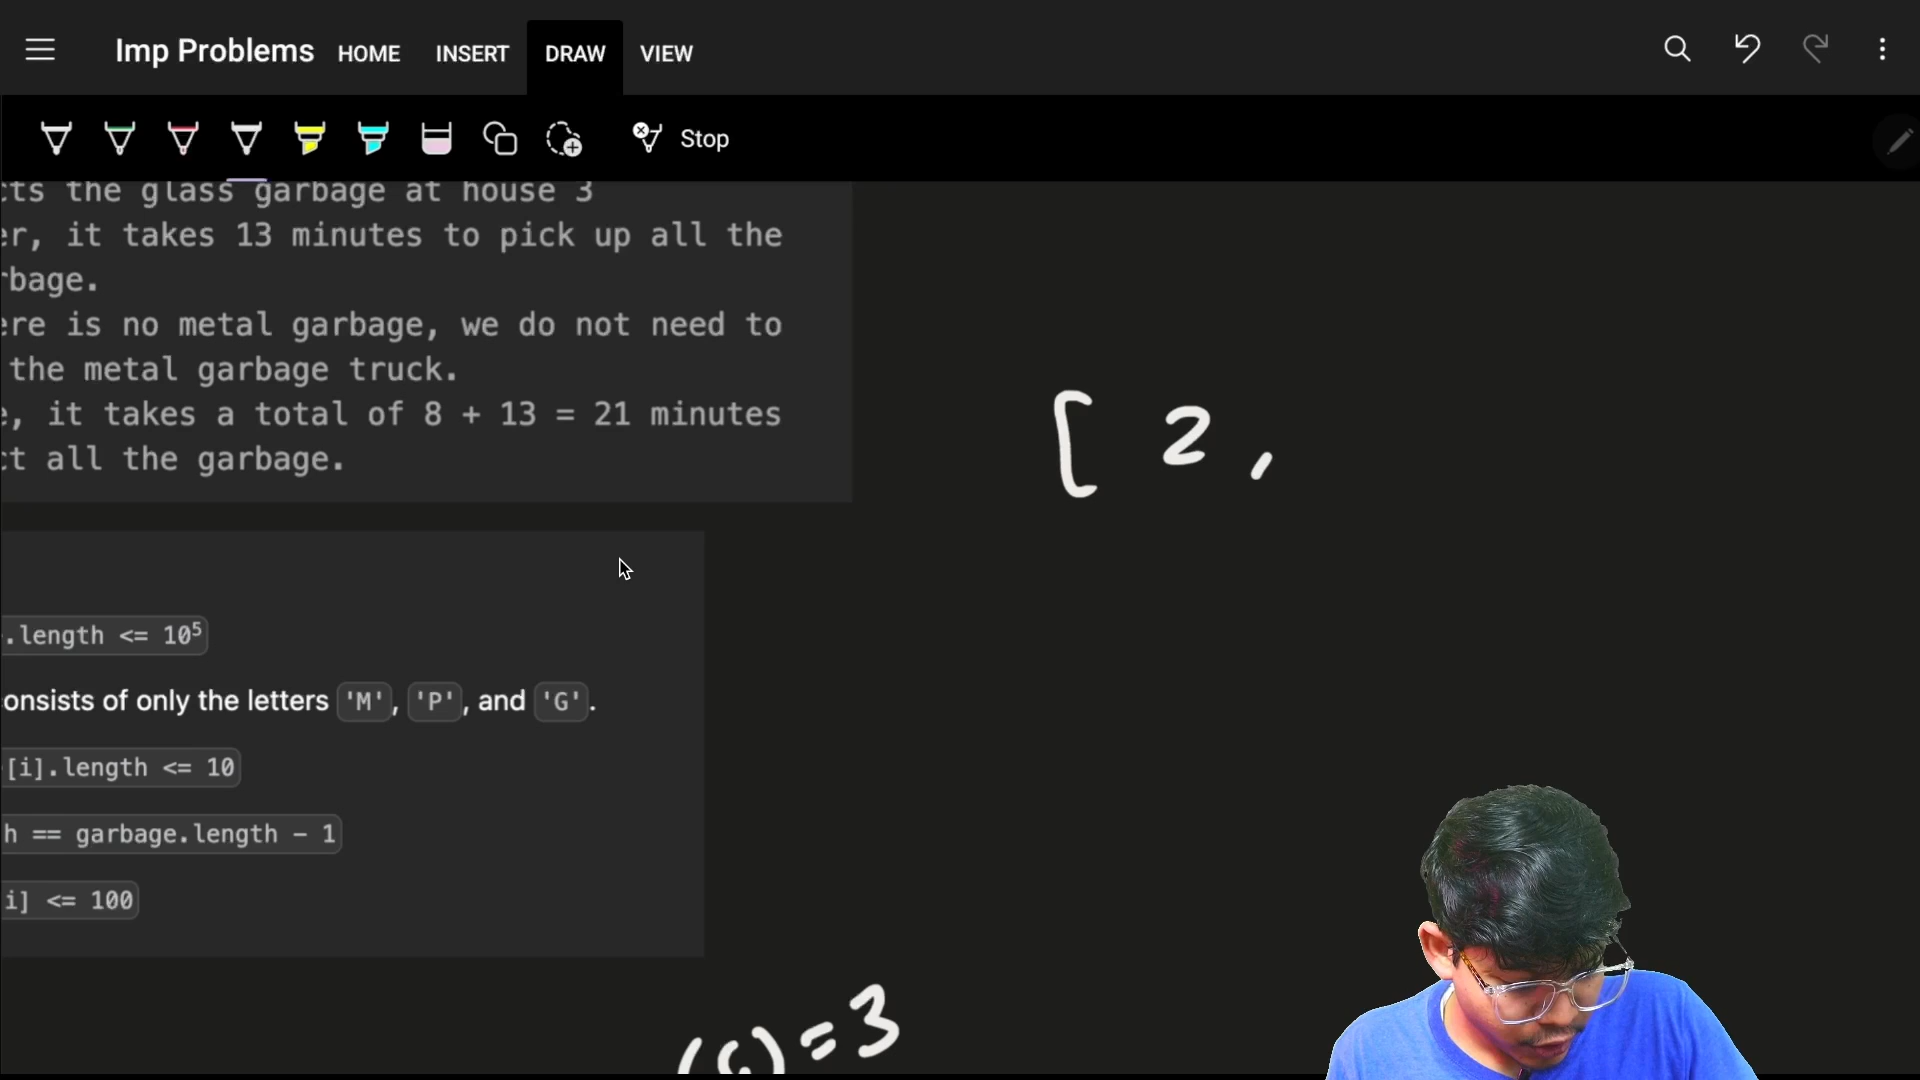 Imp Problems HOME INSERT DRAW VIEW
Stop
cts the glass garbage at house 3
er, it takes 13 minutes to pick up all the
rbage.
ere is no metal garbage, we do not need to
the metal garbage truck.
e, it takes a total of 8 + 13 = 21 minutes
ct all the garbage.
[ 2 ,
.length <= 10⁵
onsists of only the letters 'M', 'P', and 'G'.
[i].length <= 10
h == garbage.length - 1
i] <= 100
) = 3